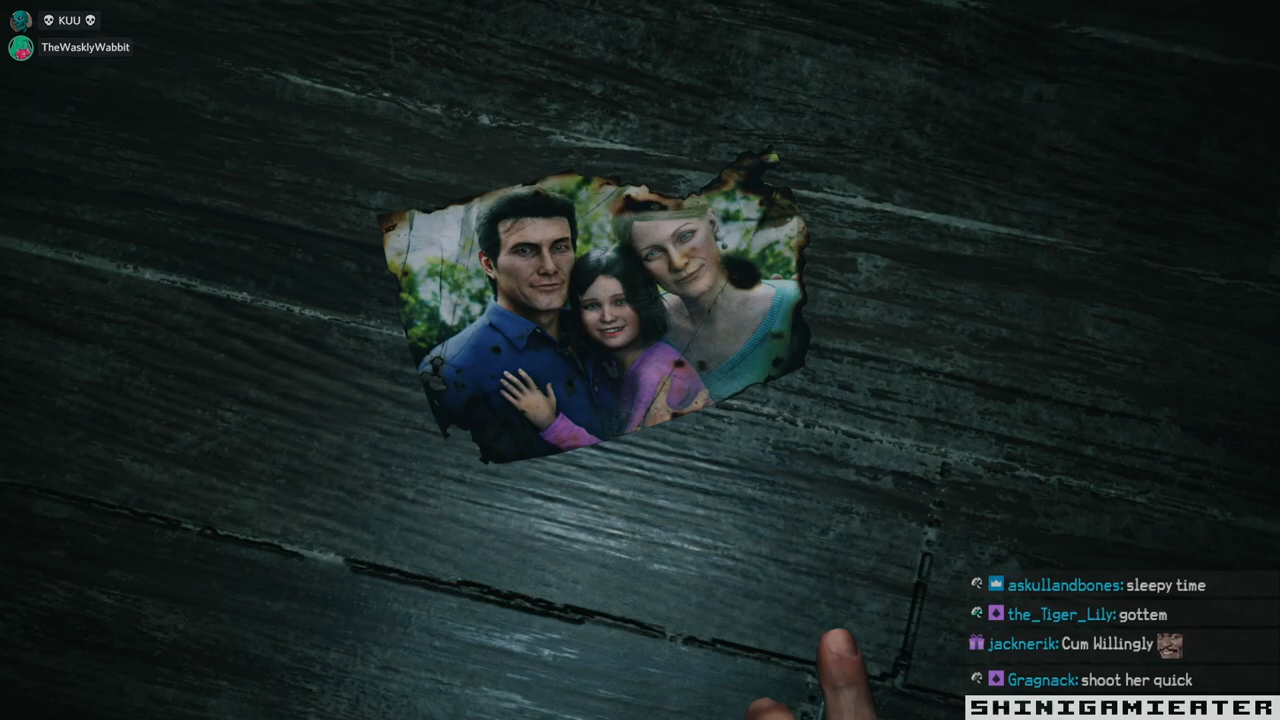 💀 KUU 💀
TheWasklyWabbit
askullandbones: sleepy time
the_Tiger_Lily: gottem
jacknerik: Cum Willingly
Gragnack: shoot her quick
SHINIGAMIEATER